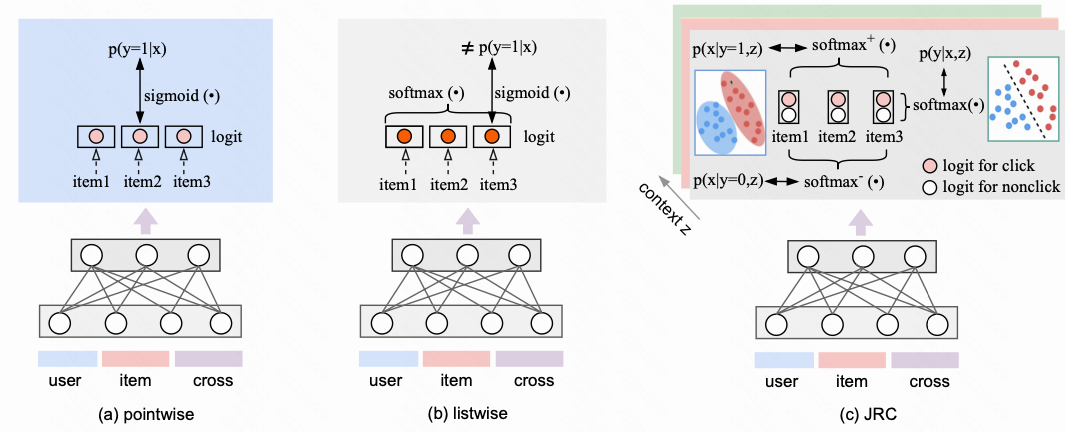 p(y=1|x)
sigmoid (•)
logit
item1 item2 item3
user item cross
(a) pointwise
≠ p(y=1|x)
softmax (•) sigmoid (•)
logit
item1 item2 item3
user item cross
(b) listwise
p(x|y=1,z) softmax⁺ (•) p(y|x,z)
softmax(•)
item1 item2 item3
p(x|y=0,z) softmax⁻ (•)
logit for click
logit for nonclick
context z
user item cross
(c) JRC